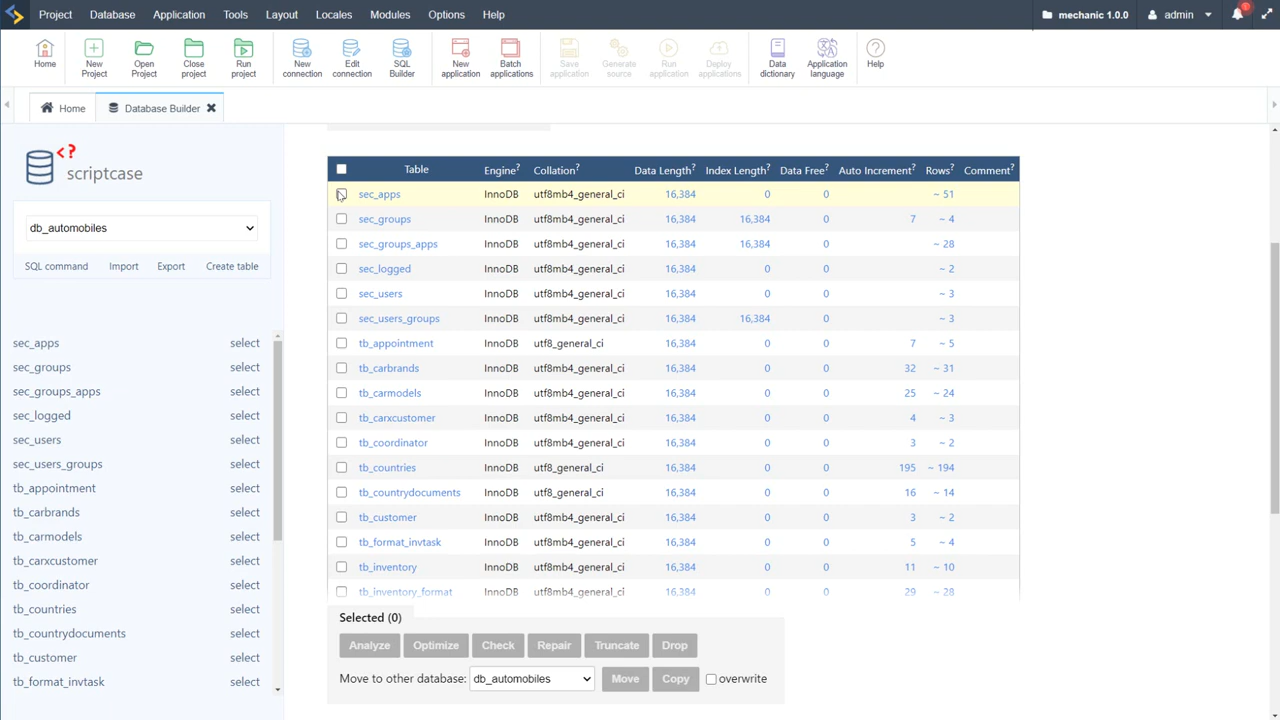 Project Database Application Tools Layout Locales Modules Options Help mechanic 1.0.0 admin
Home New Project Open Project Close project Run project New connection Edit connection SQL Builder New application Batch applications Save application Generate source Run application Deploy applications Data dictionary Application language Help
Home Database Builder
<? scriptcase
db_automobiles
SQL command Import Export Create table
sec_apps select
sec_groups select
sec_groups_apps select
sec_logged select
sec_users select
sec_users_groups select
tb_appointment select
tb_carbrands select
tb_carmodels select
tb_carxcustomer select
tb_coordinator select
tb_countries select
tb_countrydocuments select
tb_customer select
tb_format_invtask select
Table Engine? Collation? Data Length? Index Length? Data Free? Auto Increment? Rows? Comment?
sec_apps InnoDB utf8mb4_general_ci 16,384 0 0 ~ 51
sec_groups InnoDB utf8mb4_general_ci 16,384 16,384 0 7 ~ 4
sec_groups_apps InnoDB utf8mb4_general_ci 16,384 16,384 0 ~ 28
sec_logged InnoDB utf8mb4_general_ci 16,384 0 0 ~ 2
sec_users InnoDB utf8mb4_general_ci 16,384 0 0 ~ 3
sec_users_groups InnoDB utf8mb4_general_ci 16,384 16,384 0 ~ 3
tb_appointment InnoDB utf8_general_ci 16,384 0 0 7 ~ 5
tb_carbrands InnoDB utf8mb4_general_ci 16,384 0 0 32 ~ 31
tb_carmodels InnoDB utf8mb4_general_ci 16,384 0 0 25 ~ 24
tb_carxcustomer InnoDB utf8mb4_general_ci 16,384 0 0 4 ~ 3
tb_coordinator InnoDB utf8mb4_general_ci 16,384 0 0 3 ~ 2
tb_countries InnoDB utf8_general_ci 16,384 0 0 195 ~ 194
tb_countrydocuments InnoDB utf8_general_ci 16,384 0 0 16 ~ 14
tb_customer InnoDB utf8mb4_general_ci 16,384 0 0 3 ~ 2
tb_format_invtask InnoDB utf8mb4_general_ci 16,384 0 0 5 ~ 4
tb_inventory InnoDB utf8mb4_general_ci 16,384 0 0 11 ~ 10
tb_inventory_format InnoDB utf8mb4_general_ci 16,384 0 0 29 ~ 28
Selected (0)
Analyze Optimize Check Repair Truncate Drop
Move to other database: db_automobiles Move Copy overwrite